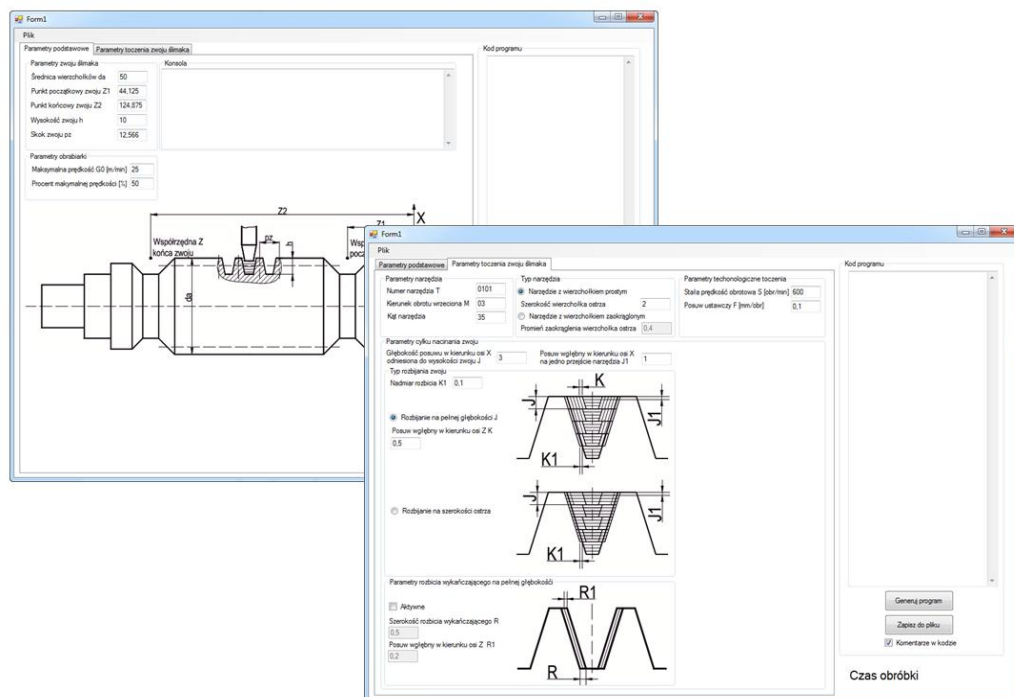 Form1
Plik
Parametry podstawowe
Parametry toczenia zwoju ślimaka
Parametry zwoju ślimaka
Średnica wierzchołków da 50
Punkt początkowy zwoju Z1 44,125
Punkt końcowy zwoju Z2 124,875
Wysokość zwoju h 10
Skok zwoju pz 12,566
Konsola
Kod programu
Parametry obrabiarki
Maksymalna prędkość G0 [m/min] 25
Procent makymalnej prędkości [%] 50
Z2
X
Z1
Współrzędna Z
końca zwoju
pz
h
da
Form1
Plik
Parametry podstawowe
Parametry toczenia zwoju ślimaka
Parametry narzędzia
Numer narzędzia T 0101
Kierunek obrotu wrzeciona M 03
Kąt narzędzia 35
Typ narzędzia
Narzędzie z wierzchołkiem prostym
Szerokość wierzchołka ostrza 2
Narzędzie z wierzchołkiem zaokrąglonym
Promień zaokrąglenia wierzchołka ostrza 0,4
Parametry techonologiczne toczenia
Stała prędkość obrotowa S [obr/min] 600
Posuw ustawczy F [mm/obr] 0,1
Kod programu
Parametry cylku nacinania zwoju
Głębokość posuwu w kierunku osi X
odniesiona do wysokości zwoju J 3
Posuw wgłębny w kierunku osi X
na jedno przejście narzędzia J1 1
Typ rozbijania zwoju
Nadmiar rozbicia K1 0,1
Rozbijanie na pełnej głębokości J
Posuw wgłębny w kierunku osi Z K
0,5
K
J
J1
K1
Rozbijanie na szerokości ostrza
J
J1
K1
Parametry rozbicia wykańczającego na pełnej głębokości
Aktywne
Szerokość rozbicia wykańczającego R
0,5
Posuw wgłębny w kierunku osi Z R1
0,2
R1
R
Generuj program
Zapisz do pliku
Komentarze w kodzie
Czas obróbki